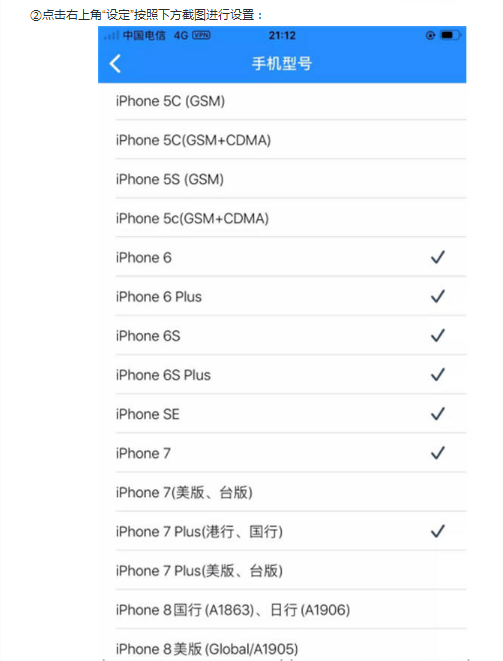 ②点击右上角“设定”按照下方截图进行设置：
中国电信 4G VPN 21:12
手机型号
iPhone 5C (GSM)
iPhone 5C(GSM+CDMA)
iPhone 5S (GSM)
iPhone 5c(GSM+CDMA)
iPhone 6
iPhone 6 Plus
iPhone 6S
iPhone 6S Plus
iPhone SE
iPhone 7
iPhone 7(美版、台版)
iPhone 7 Plus(港行、国行)
iPhone 7 Plus(美版、台版)
iPhone 8国行(A1863)、日行(A1906)
iPhone 8美版(Global/A1905)